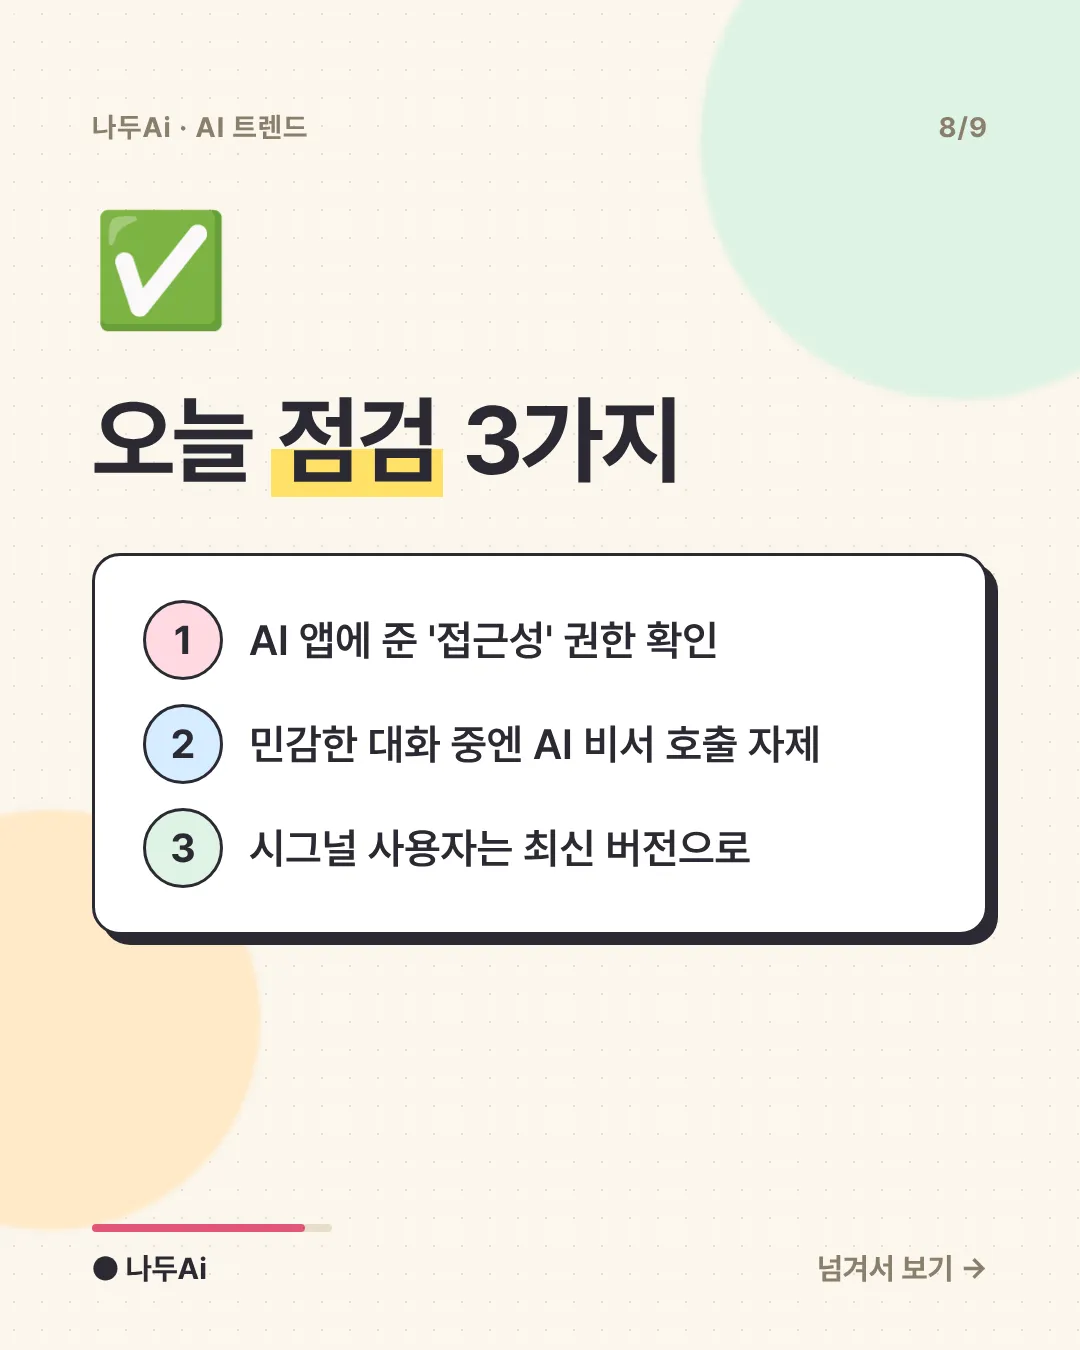 나두Ai · AI 트렌드
8/9
✅
오늘 점검 3가지
1 AI 앱에 준 '접근성' 권한 확인
2 민감한 대화 중엔 AI 비서 호출 자제
3 시그널 사용자는 최신 버전으로
● 나두Ai
넘겨서 보기 →